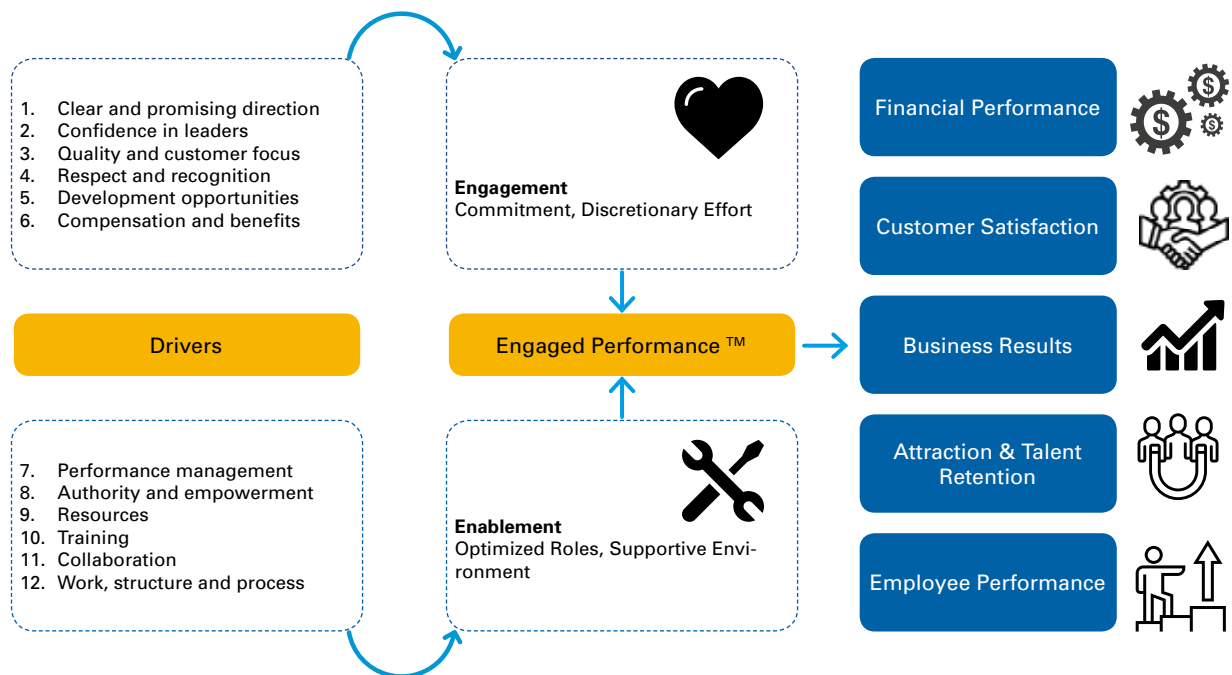 1. Clear and promising direction
2. Confidence in leaders
3. Quality and customer focus
4. Respect and recognition
5. Development opportunities
6. Compensation and benefits
Drivers
7. Performance management
8. Authority and empowerment
9. Resources
10. Training
11. Collaboration
12. Work, structure and process
Engagement
Commitment, Discretionary Effort
Engaged Performance ™
Enablement
Optimized Roles, Supportive Envi-
ronment
Financial Performance
$
$
$
Customer Satisfaction
Business Results
Attraction & Talent
Retention
Employee Performance